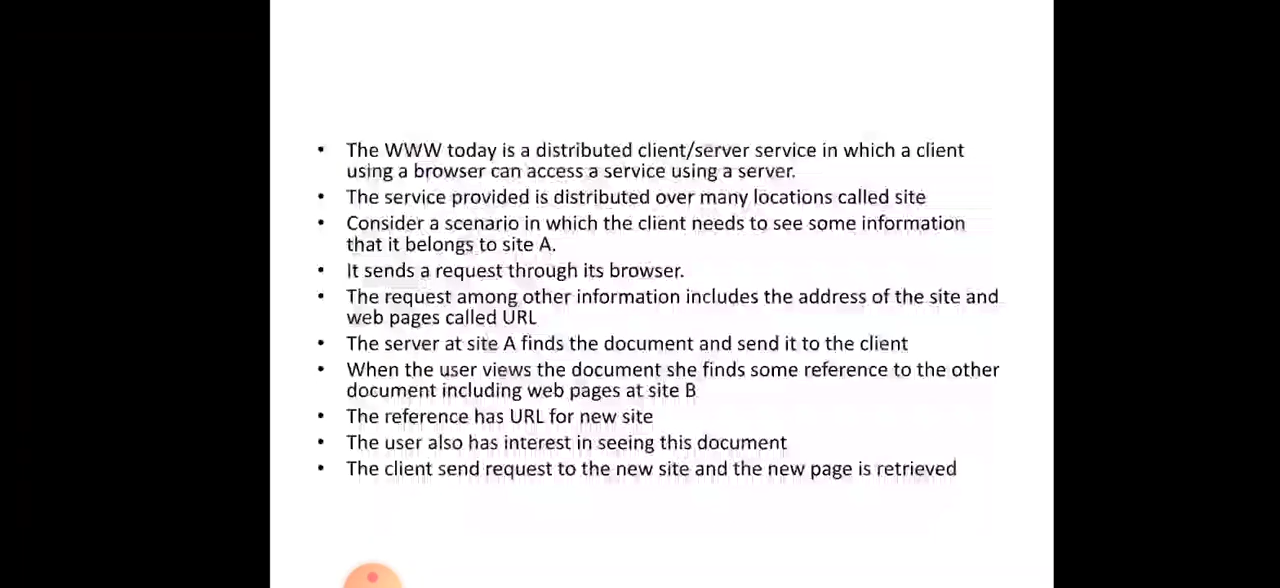 • The WWW today is a distributed client/server service in which a client
using a browser can access a service using a server.
• The service provided is distributed over many locations called site
• Consider a scenario in which the client needs to see some information
that it belongs to site A.
• It sends a request through its browser.
• The request among other information includes the address of the site and
web pages called URL
• The server at site A finds the document and send it to the client
• When the user views the document she finds some reference to the other
document including web pages at site B
• The reference has URL for new site
• The user also has interest in seeing this document
• The client send request to the new site and the new page is retrieved